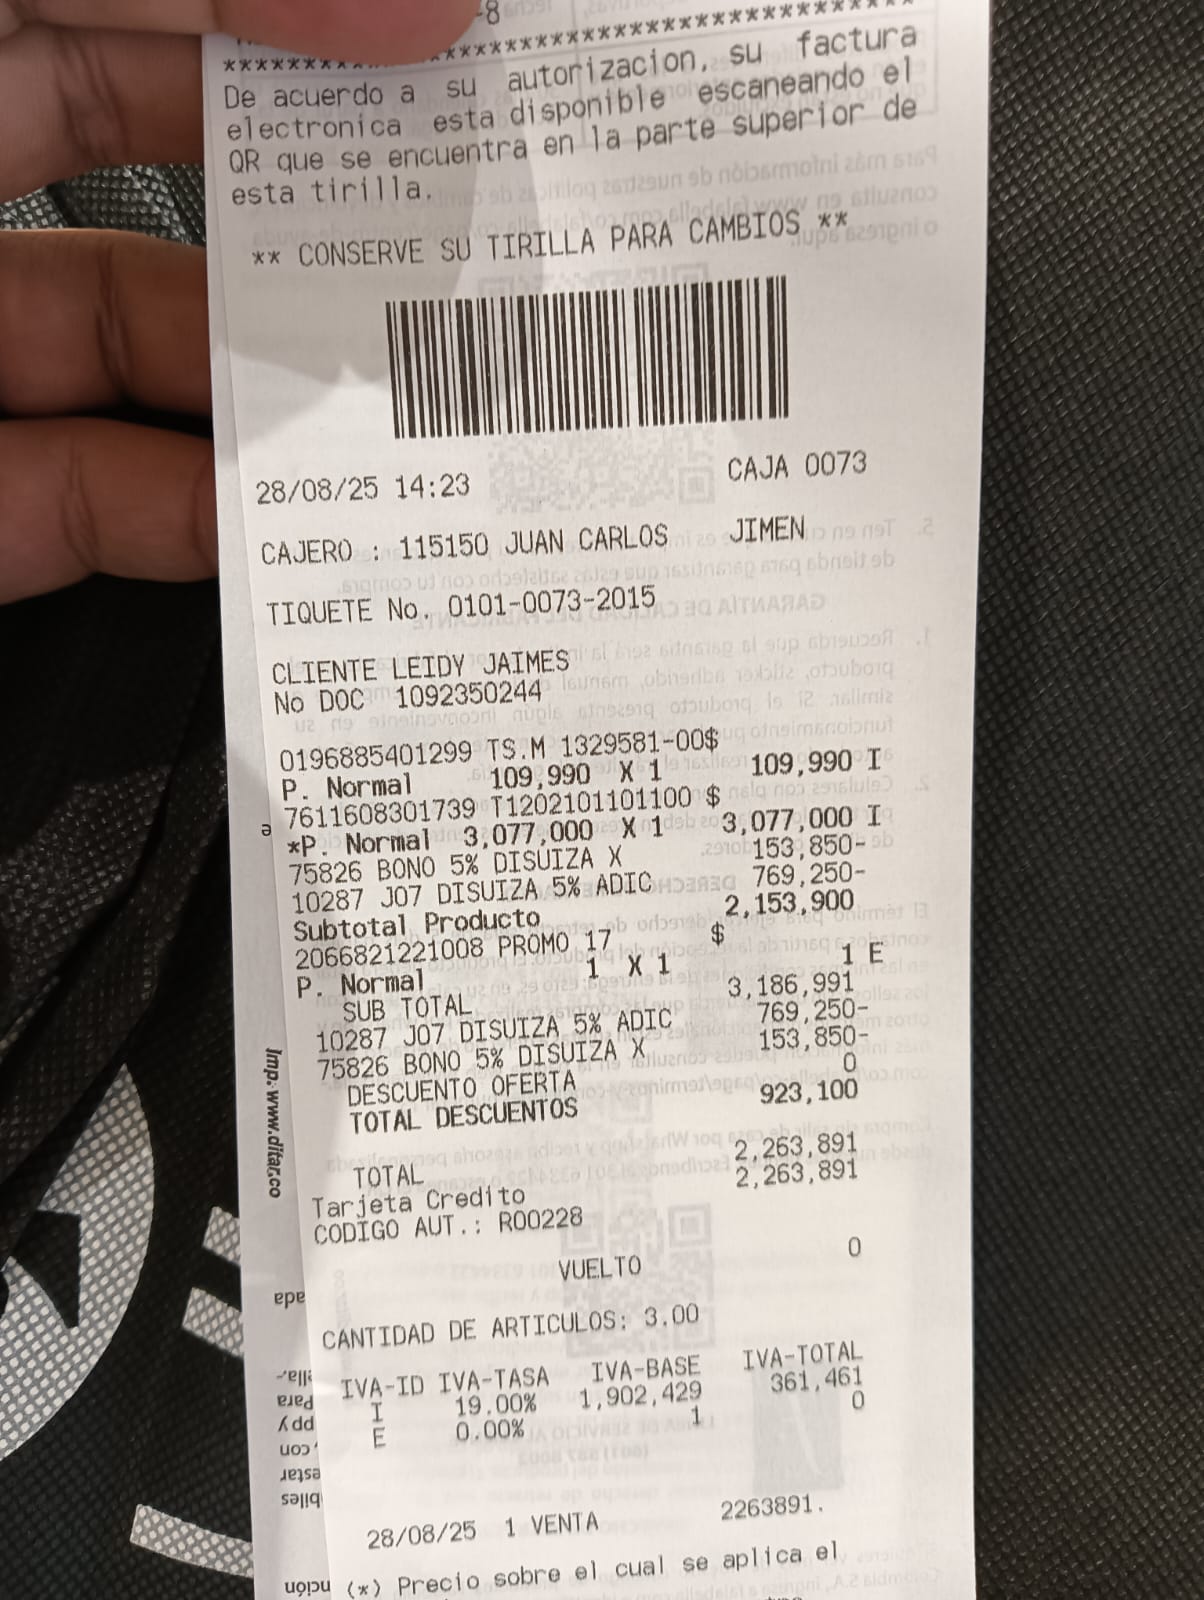 -8
****************************************
De acuerdo a su autorizacion, su factura
electronica esta disponible escaneando el
QR que se encuentra en la parte superior de
esta tirilla.
** CONSERVE SU TIRILLA PARA CAMBIOS **
28/08/25 14:23 CAJA 0073
CAJERO : 115150 JUAN CARLOS JIMEN
TIQUETE No. 0101-0073-2015
CLIENTE LEIDY JAIMES
No DOC 1092350244
0196885401299 TS.M 1329581-00$
P. Normal 109,990 X 1 109,990 I
7611608301739 T1202101101100 $
*P. Normal 3,077,000 X 1 3,077,000 I
75826 BONO 5% DISUIZA X 153,850-
10287 J07 DISUIZA 5% ADIC 769,250-
Subtotal Producto 2,153,900
2066821221008 PROMO 17 $
P. Normal 1 X 1 1 E
SUB TOTAL 3,186,991
10287 J07 DISUIZA 5% ADIC 769,250-
75826 BONO 5% DISUIZA X 153,850-
DESCUENTO OFERTA 0
TOTAL DESCUENTOS 923,100
TOTAL 2,263,891
Tarjeta Credito 2,263,891
CODIGO AUT.: R00228
VUELTO 0
CANTIDAD DE ARTICULOS: 3.00
IVA-ID IVA-TASA IVA-BASE IVA-TOTAL
I 19.00% 1,902,429 361,461
E 0.00% 1 0
28/08/25 1 VENTA 2263891.
(*) Precio sobre el cual se aplica el
Imp. www.ditar.co